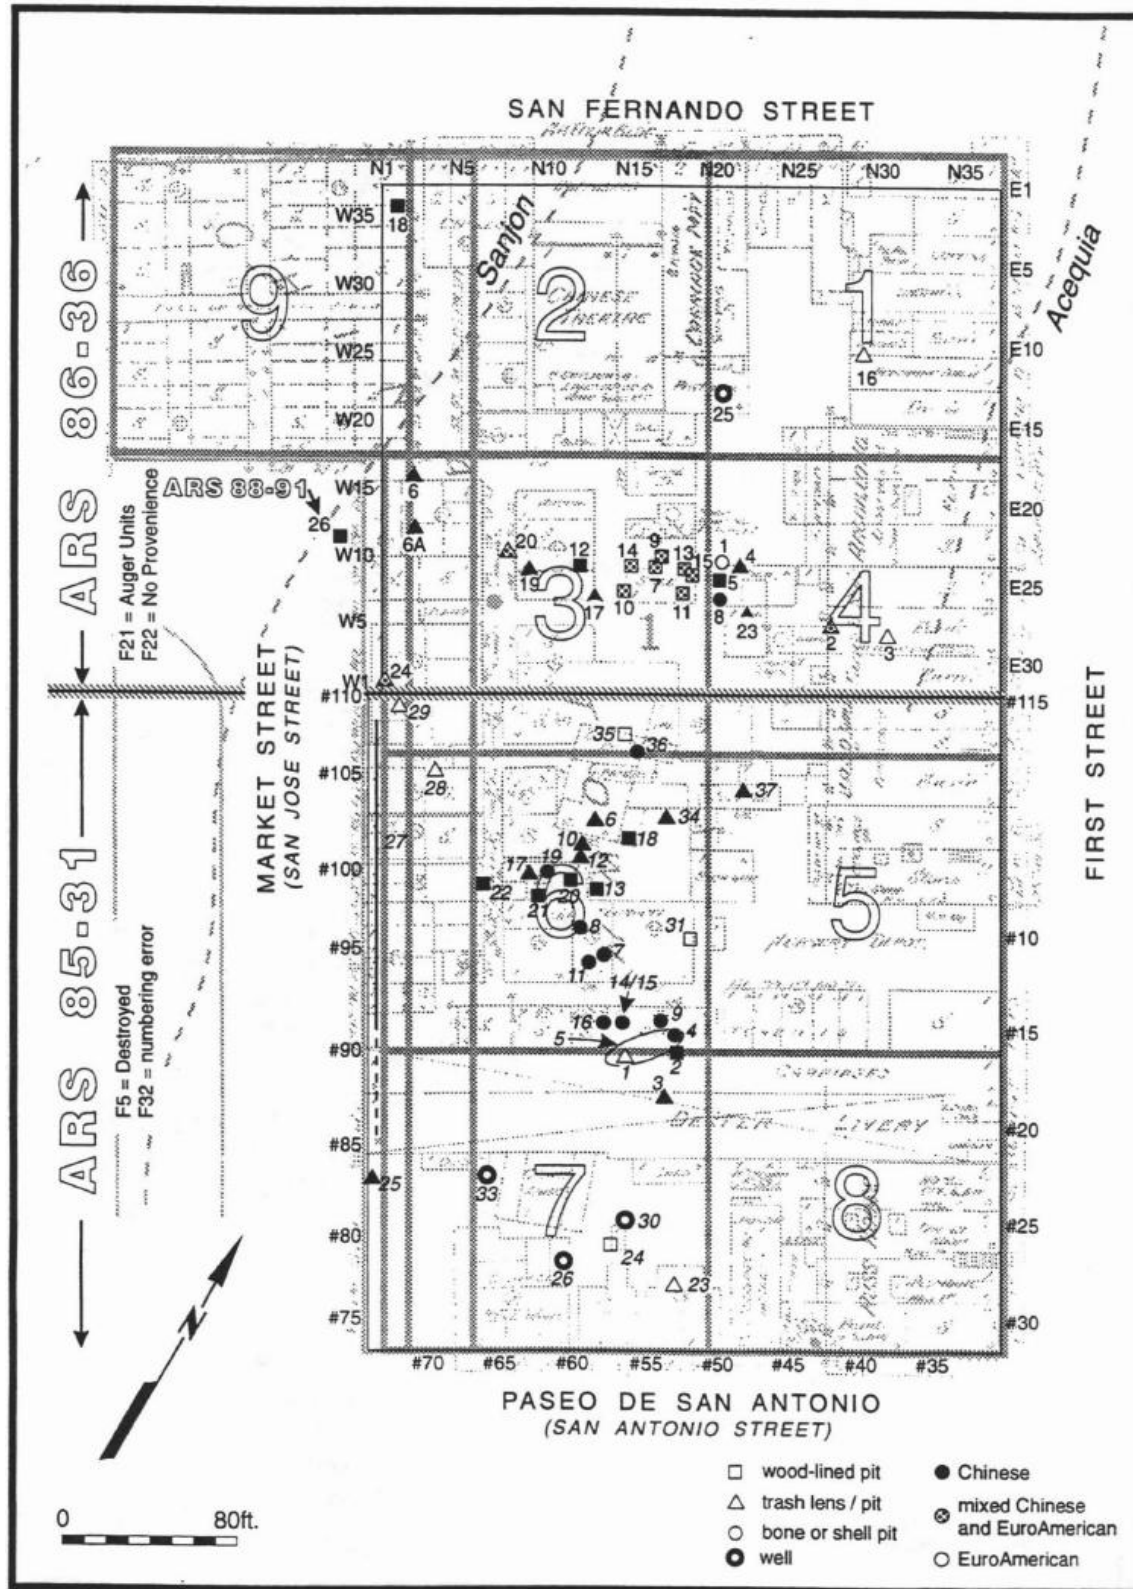 SAN FERNANDO STREET
N1 N5 N10 N15 N20 N25 N30 N35
E1
W35
18
Sanjon
E5
Acequia
9
W30
2
CHINESE
THEATRE
1
W25
E10
16
W20
25
E15
86-36
ARS
F21 = Auger Units
F22 = No Provenience
ARS 88-91
26
W15
6
E20
6A
W10
20
19
12
14
9
13
15
1
4
3
17
10
7
11
5
8
23
E25
4
2
3
W5
E30
W1
24
#110
#115
29
35
36
MARKET STREET
(SAN JOSE STREET)
FIRST STREET
#105
28
37
6
34
27
10
18
#100
17
19
12
22
21
20
13
6
5
8
31
#10
#95
7
11
14/15
16
9
4
5
#15
#90
1
2
3
DEXTER LIVERY
#20
#85
ARS 85-31
F5 = Destroyed
F32 = numbering error
25
33
7
8
30
#25
#80
24
26
23
#75
#30
N
#70 #65 #60 #55 #50 #45 #40 #35
PASEO DE SAN ANTONIO
(SAN ANTONIO STREET)
wood-lined pit
trash lens / pit
bone or shell pit
well
Chinese
mixed Chinese
and EuroAmerican
EuroAmerican
0 80ft.